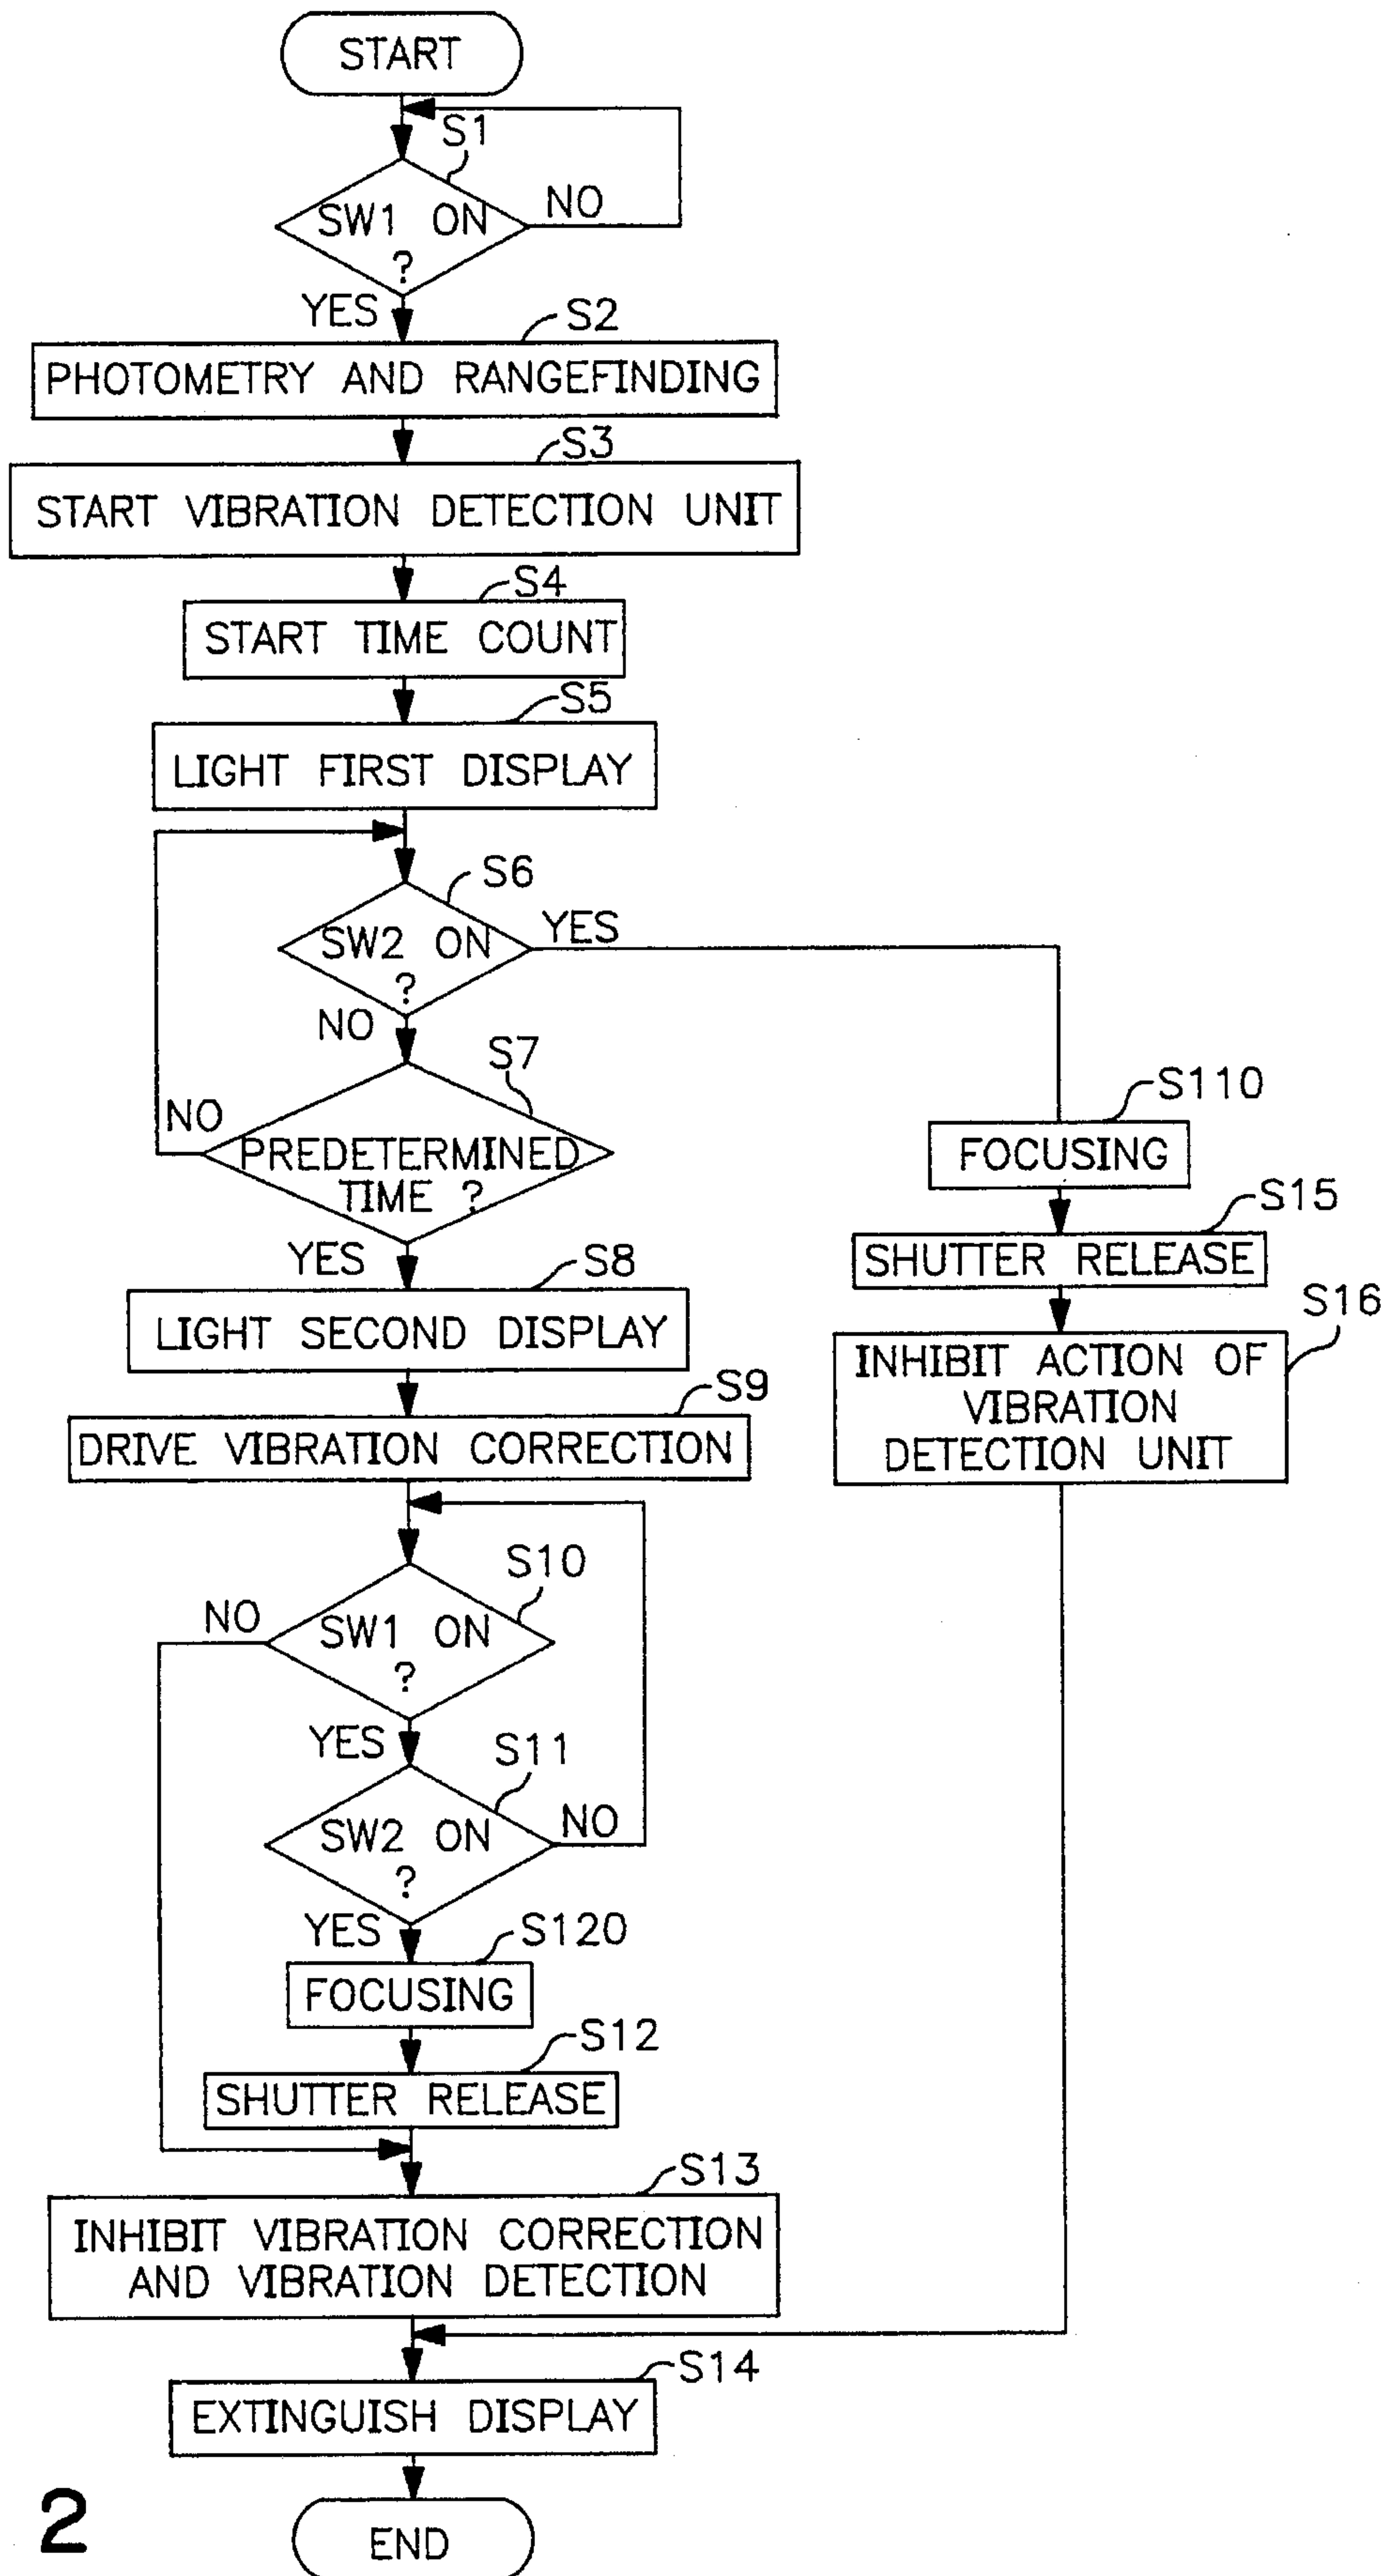 START
S1
SW1 ON
?
NO
YES
S2
PHOTOMETRY AND RANGEFINDING
S3
START VIBRATION DETECTION UNIT
S4
START TIME COUNT
S5
LIGHT FIRST DISPLAY
S6
SW2 ON
?
YES
NO
S7
PREDETERMINED
TIME ?
NO
YES
S110
FOCUSING
S15
SHUTTER RELEASE
S16
INHIBIT ACTION OF
VIBRATION
DETECTION UNIT
S8
LIGHT SECOND DISPLAY
S9
DRIVE VIBRATION CORRECTION
S10
SW1 ON
?
NO
YES
S11
SW2 ON
?
NO
YES
S120
FOCUSING
S12
SHUTTER RELEASE
S13
INHIBIT VIBRATION CORRECTION
AND VIBRATION DETECTION
S14
EXTINGUISH DISPLAY
END
2